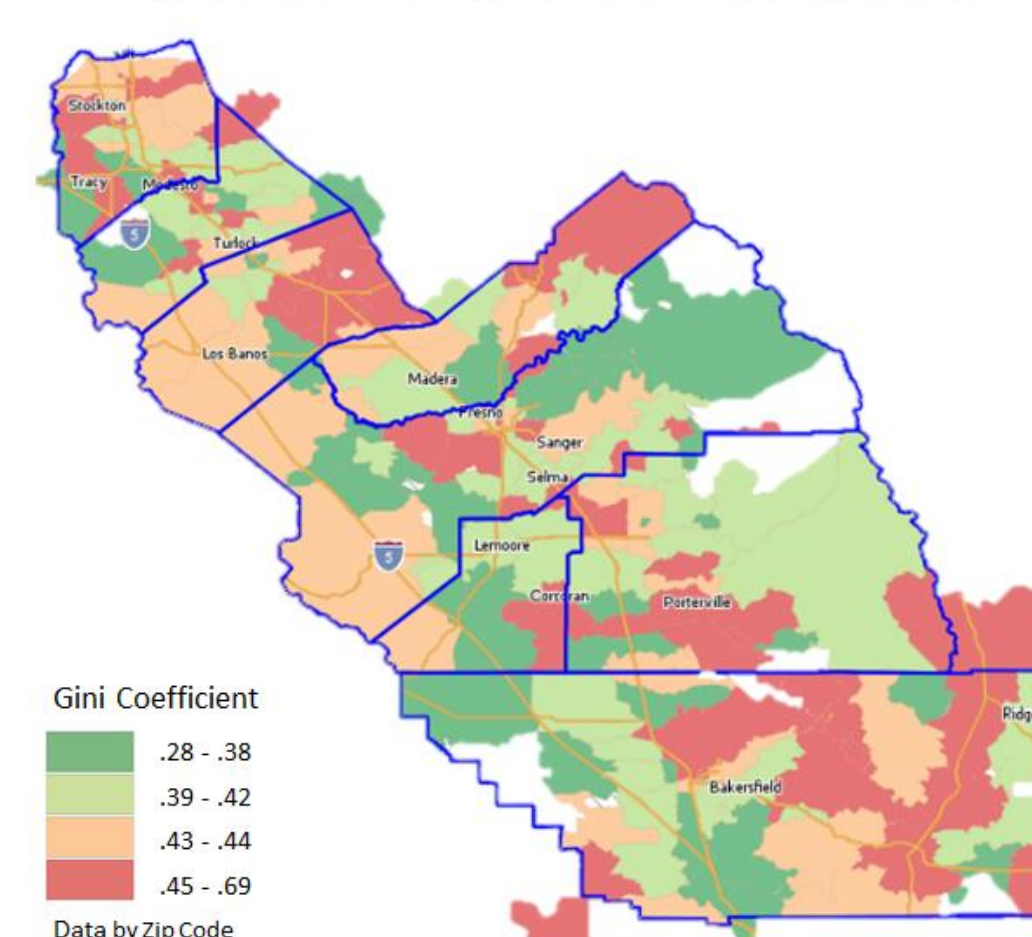 Stockton
Tracy
Modesto
5
Turlock
Los Banos
Madera
Fresno
Sanger
Selma
5
Lemoore
Corcoran
Porterville
Bakersfield
Ridg
Gini Coefficient
.28 - .38
.39 - .42
.43 - .44
.45 - .69
Data by Zip Code